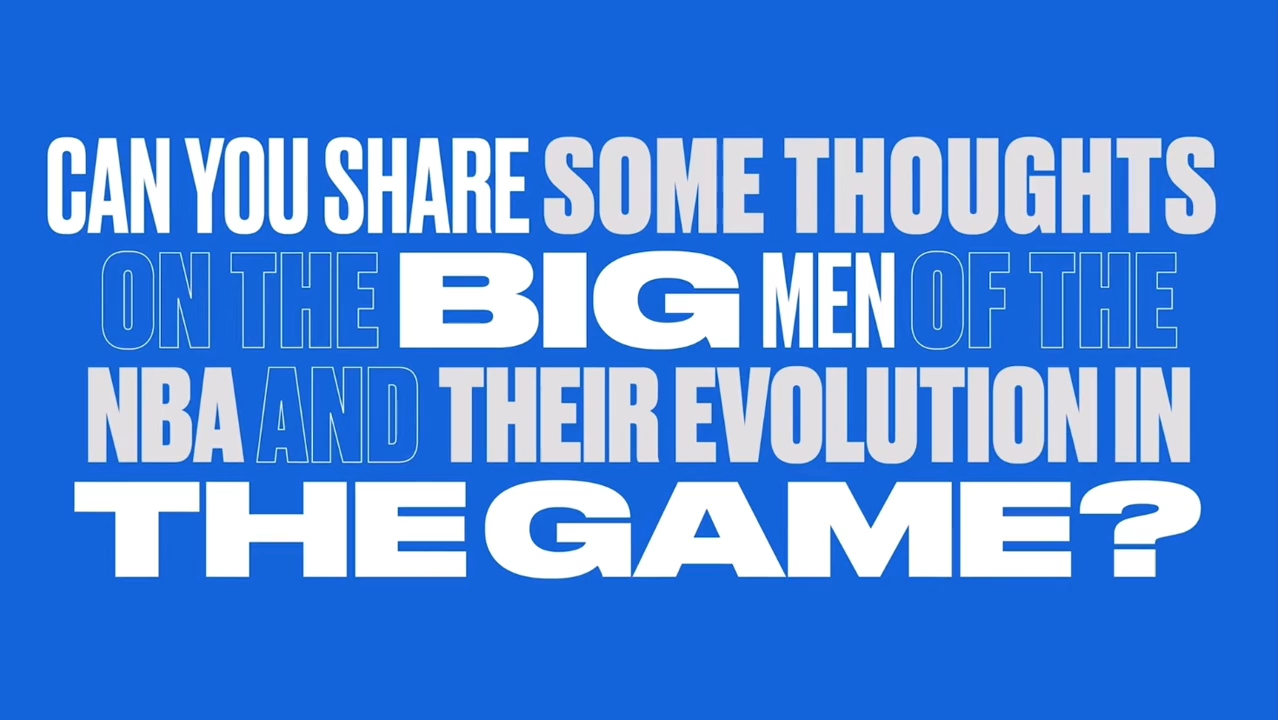 CAN YOU SHARE SOME THOUGHTS
ON THE BIG MEN OF THE
NBA AND THEIR EVOLUTION IN
THE GAME?